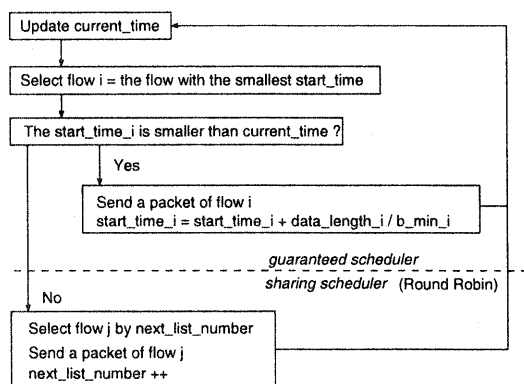 Update current_time
Select flow i = the flow with the smallest start_time
The start_time_i is smaller than current_time ?
Yes
Send a packet of flow i
start_time_i = start_time_i + data_length_i / b_min_i
guaranteed scheduler
sharing scheduler (Round Robin)
No
Select flow j by next_list_number
Send a packet of flow j
next_list_number ++